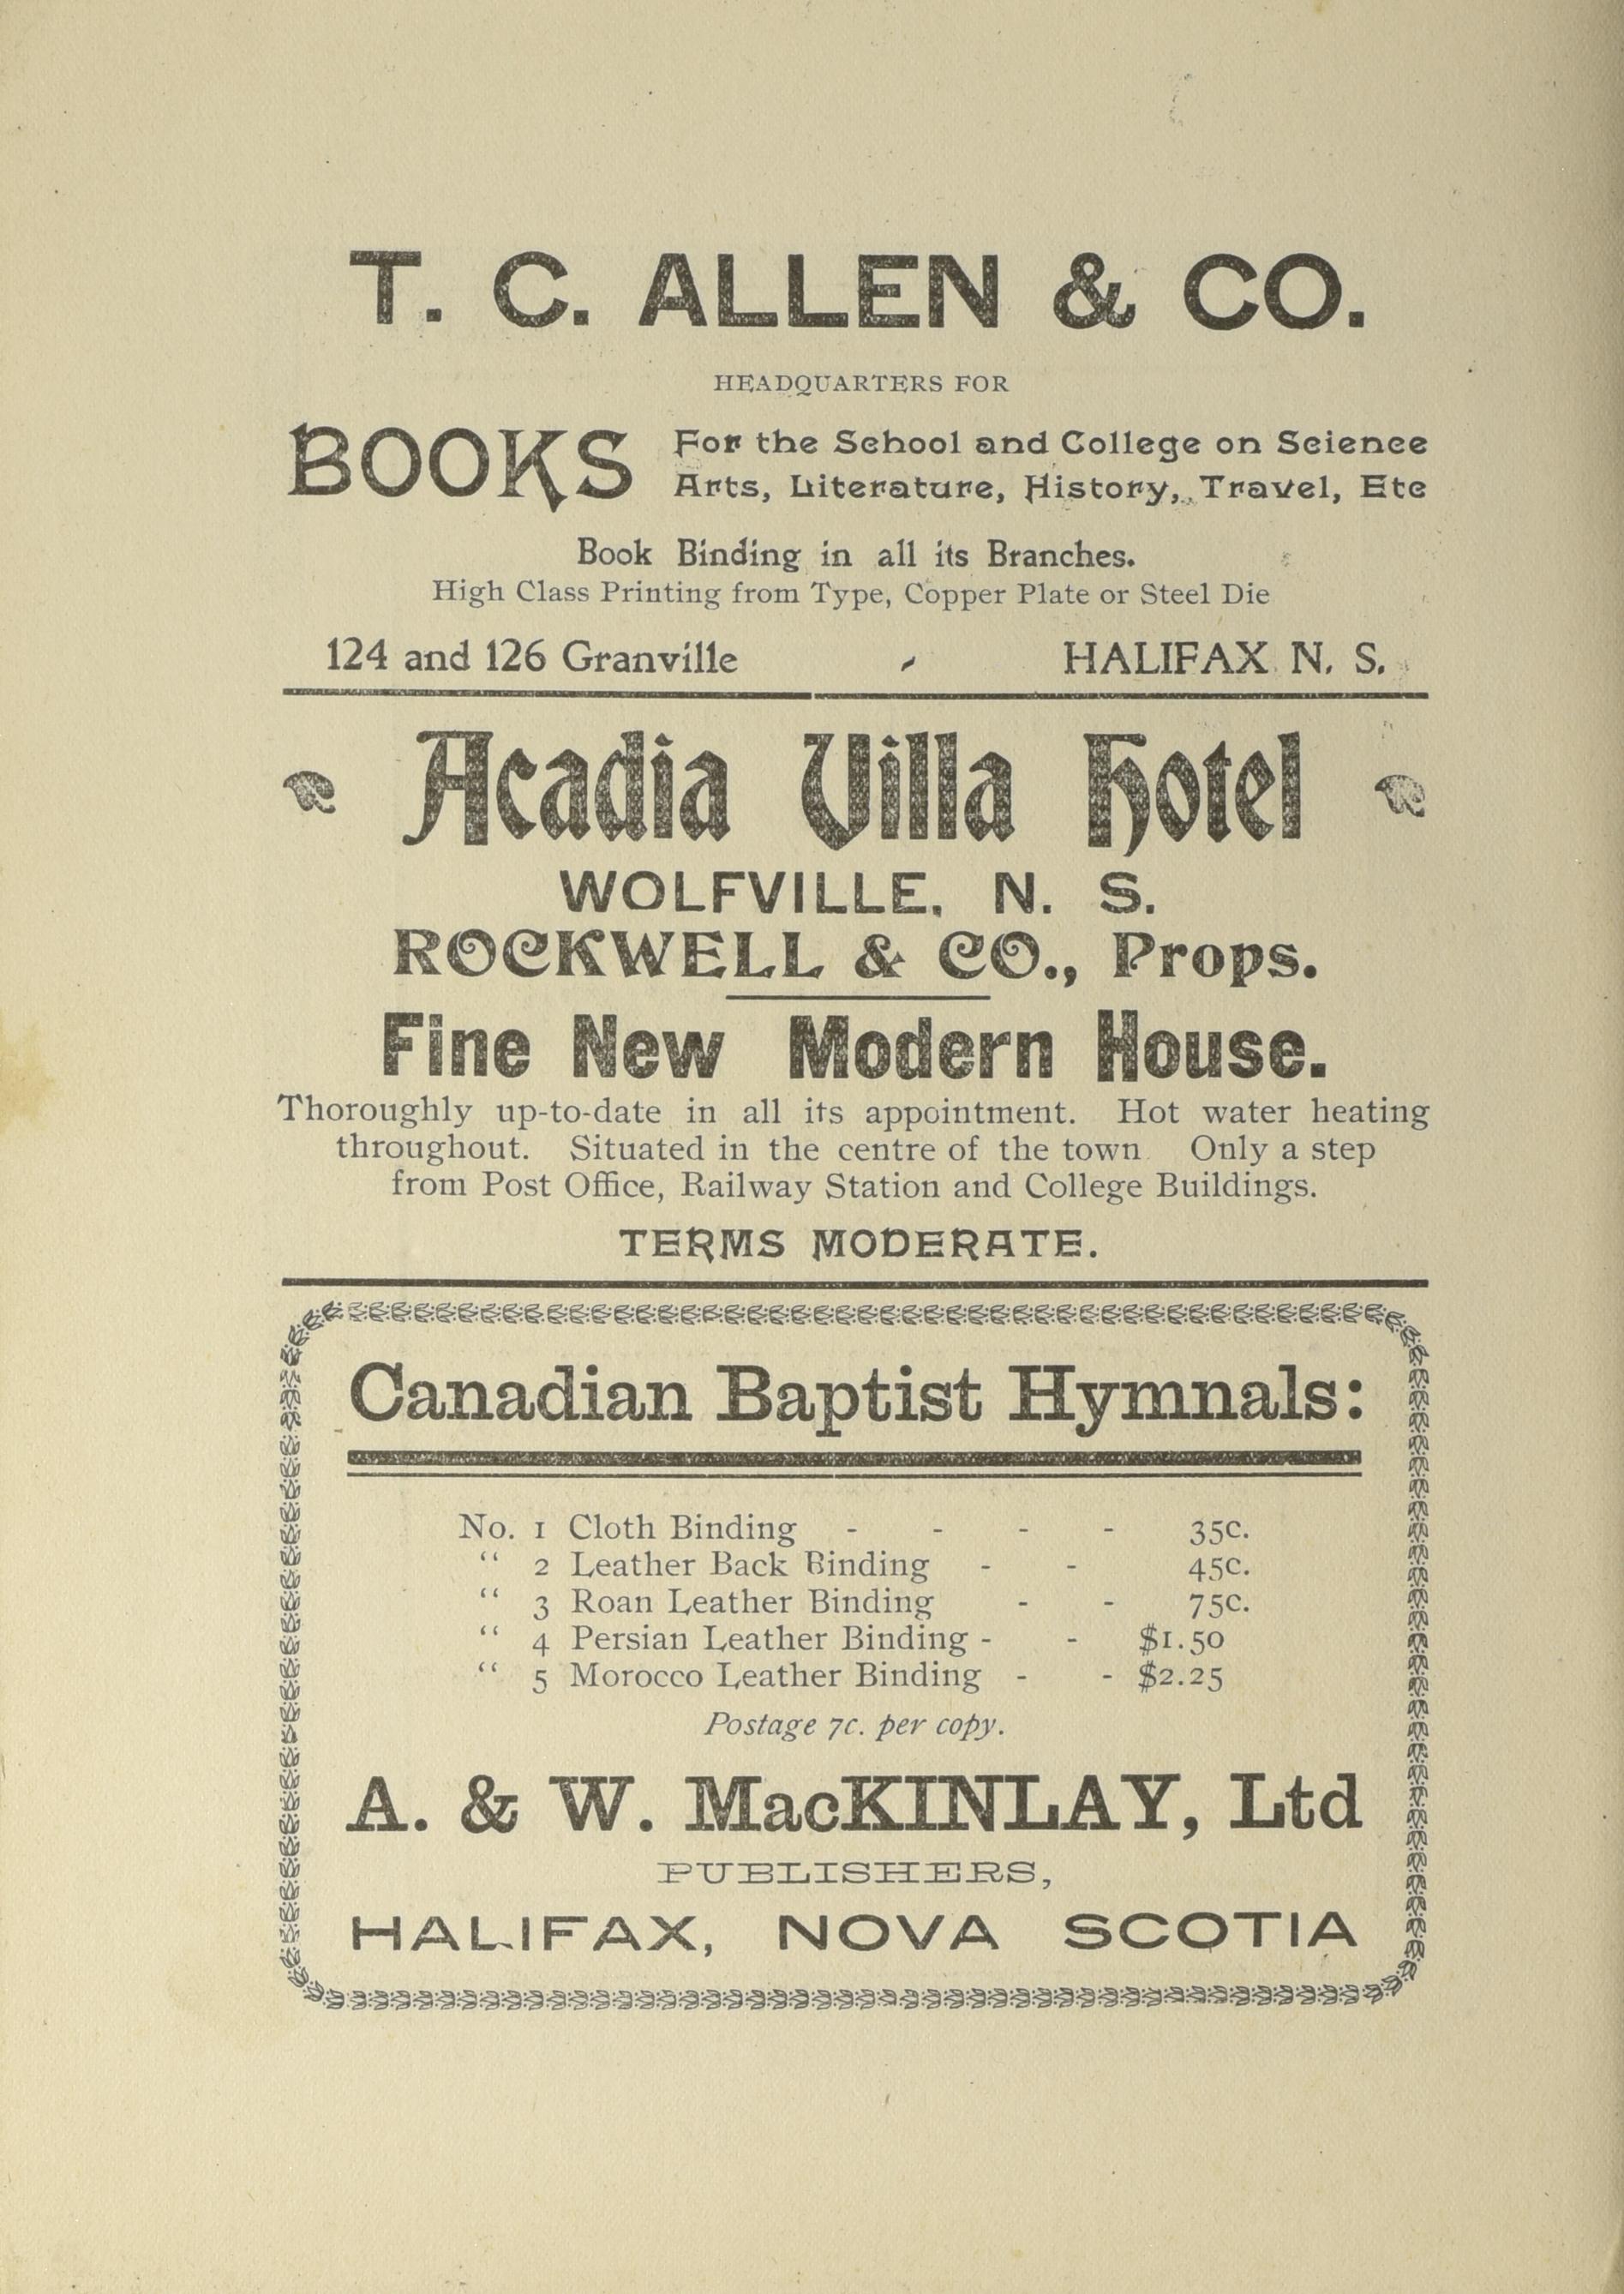 T. C. ALLEN & CO.
HEADQUARTERS FOR
BOOKS For the School and College on Science
Arts, Literature, History, Travel, Etc
Book Binding in all its Branches.
High Class Printing from Type, Copper Plate or Steel Die
124 and 126 Granville - HALIFAX N. S.
Acadia Villa Hotel
WOLFVILLE, N. S.
ROCKWELL & CO., Props.
Fine New Modern House.
Thoroughly up-to-date in all its appointment. Hot water heating
throughout. Situated in the centre of the town Only a step
from Post Office, Railway Station and College Buildings.
TERMS MODERATE.
Canadian Baptist Hymnals:
No. 1 Cloth Binding - - - - 35c.
“ 2 Leather Back Binding - - 45c.
“ 3 Roan Leather Binding - - 75c.
“ 4 Persian Leather Binding - - $1.50
“ 5 Morocco Leather Binding - - $2.25
Postage 7c. per copy.
A. & W. MacKINLAY, Ltd
PUBLISHERS,
HALIFAX, NOVA SCOTIA